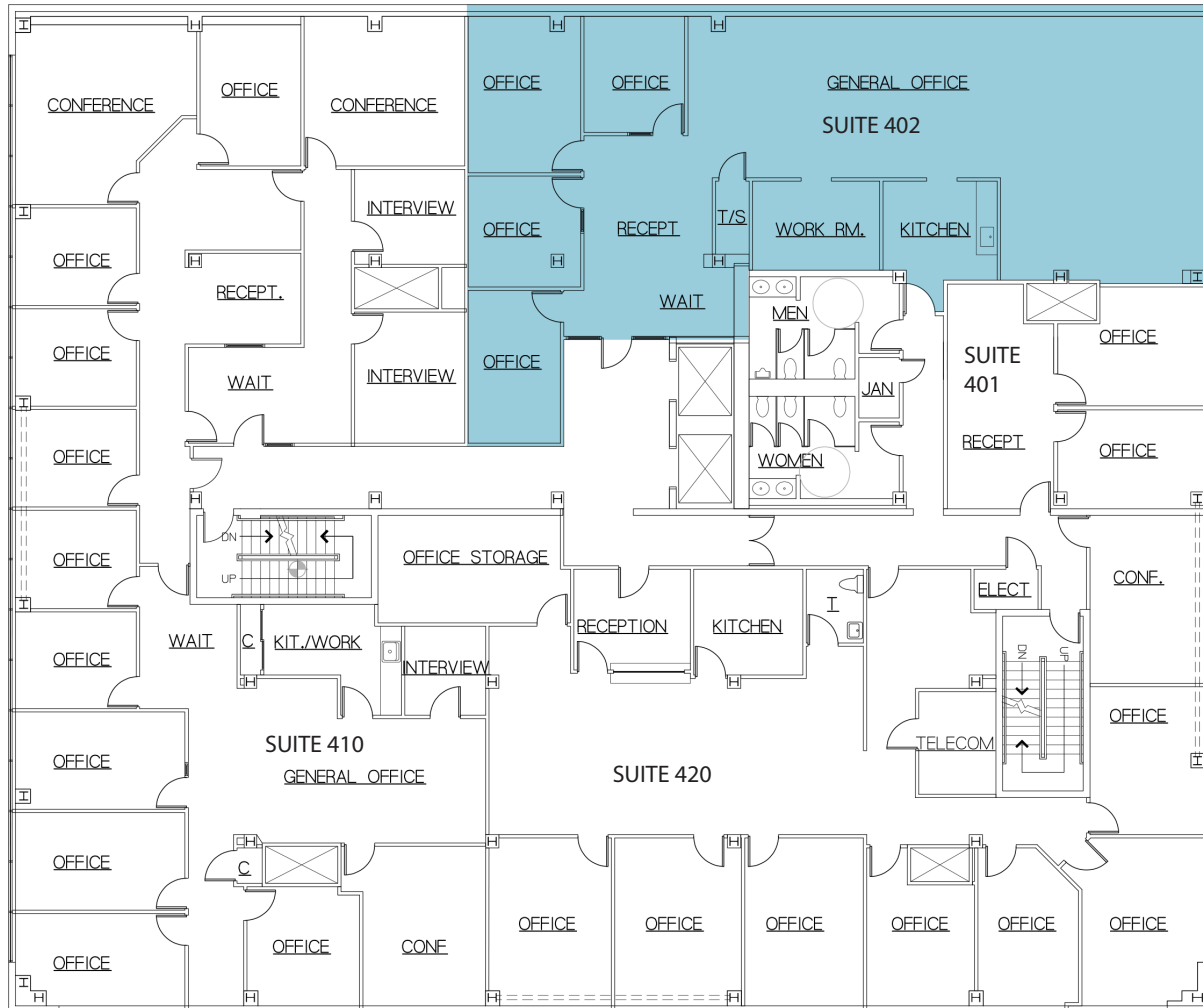 CONFERENCE
OFFICE
CONFERENCE
OFFICE
OFFICE
GENERAL OFFICE
SUITE 402
INTERVIEW
OFFICE
RECEPT
T/S
WORK RM.
KITCHEN
OFFICE
RECEPT.
WAIT
MEN
OFFICE
WAIT
INTERVIEW
OFFICE
JAN
SUITE
401
RECEPT
OFFICE
OFFICE
OFFICE
WOMEN
OFFICE
DN
UP
OFFICE STORAGE
ELECT
CONF.
WAIT
C
KIT./WORK
INTERVIEW
RECEPTION
KITCHEN
T
DN
UP
OFFICE
OFFICE
SUITE 410
GENERAL OFFICE
SUITE 420
TELECOM
OFFICE
OFFICE
C
OFFICE
OFFICE
CONF
OFFICE
OFFICE
OFFICE
OFFICE
OFFICE
OFFICE